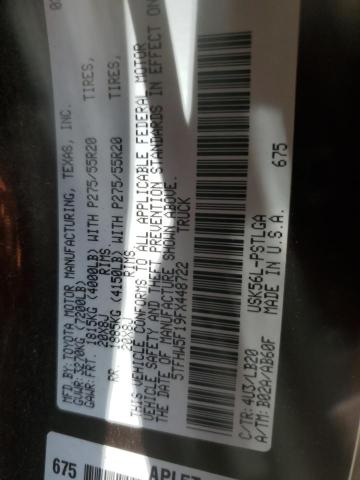 MFD. BY: TOYOTA MOTOR MANUFACTURING, TEXAS, INC.
GVWR: 3270KG (7200LB)
GAWR: FRT. 1815KG (4000LB) WITH P275/55R20 TIRES,
20X8J RIMS
RR. 1885KG (4150LB) WITH P275/55R20 TIRES,
20X8J RIMS
THIS VEHICLE CONFORMS TO ALL APPLICABLE FEDERAL MOTOR
VEHICLE SAFETY AND THEFT PREVENTION STANDARDS IN EFFECT ON
THE DATE OF MANUFACTURE SHOWN ABOVE.
5TFHW5F19FX448722 TRUCK
USK56L-PSTLGA 675
C/TR: 4U3/LB20 MADE IN U.S.A.
A/TM: B02A/AB60F
675